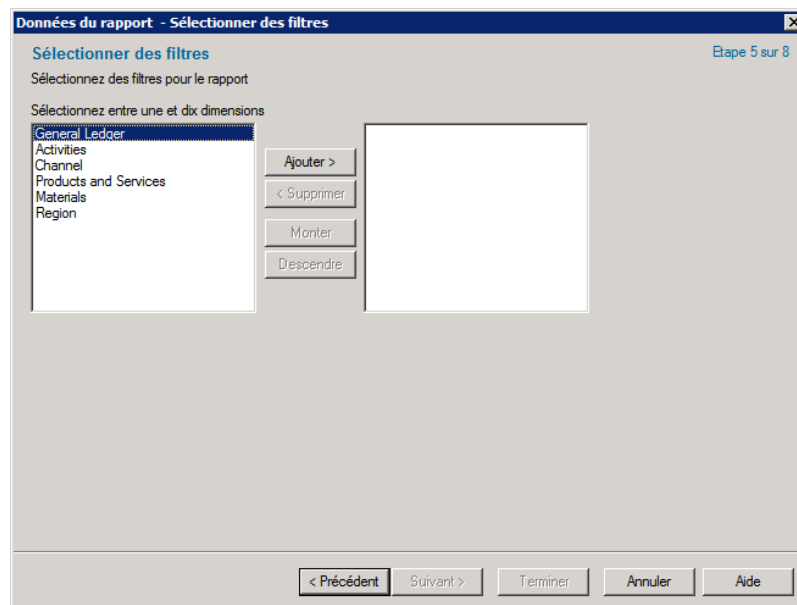 Données du rapport - Sélectionner des filtres
Sélectionner des filtres
Etape 5 sur 8
Sélectionnez des filtres pour le rapport
Sélectionnez entre une et dix dimensions
General Ledger
Activities
Channel
Products and Services
Materials
Region
Ajouter >
< Supprimer
Monter
Descendre
< Précédent
Suivant >
Terminer
Annuler
Aide